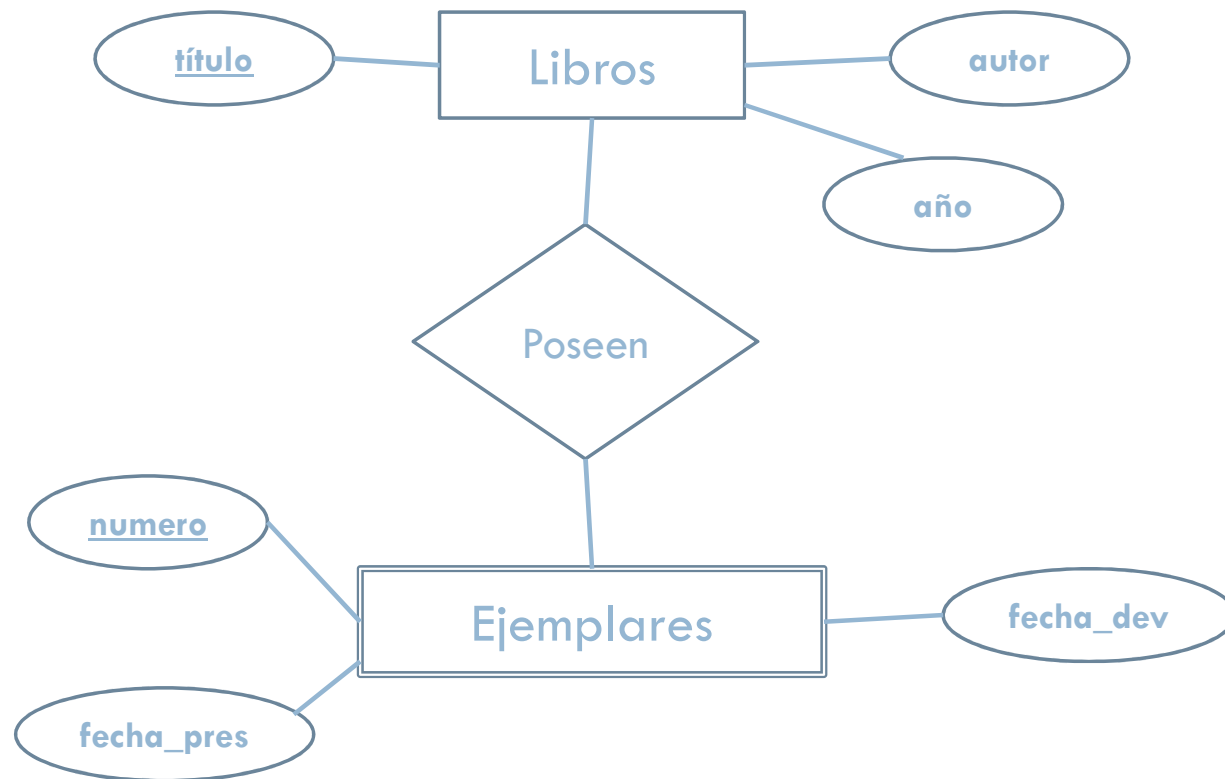 título
Libros
autor
año
Poseen
numero
Ejemplares
fecha_dev
fecha_pres